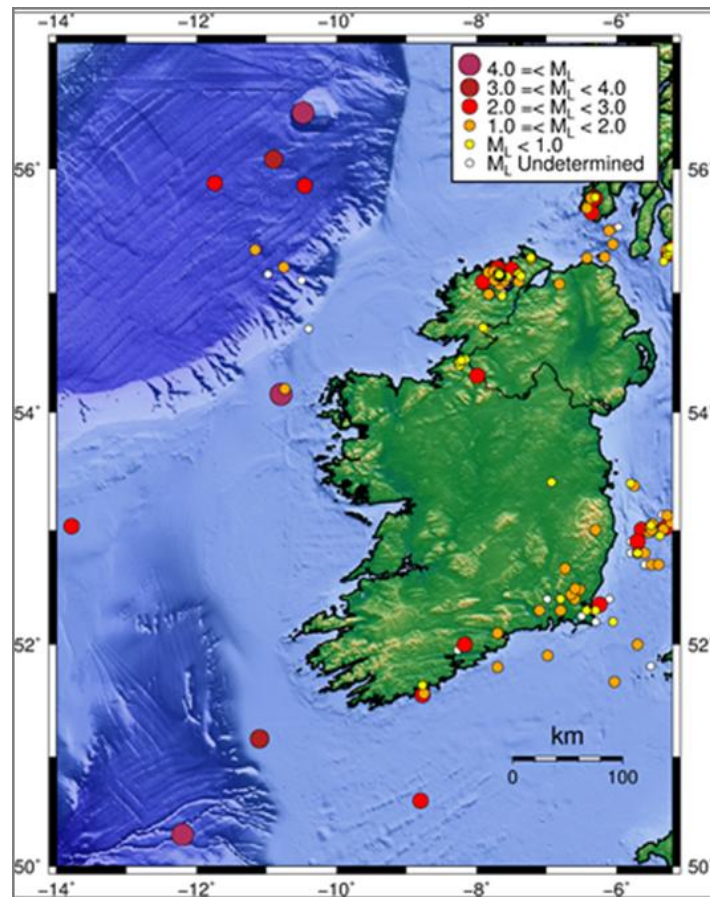 −14˚ −12˚ −10˚ −8˚ −6˚
4.0 =< ML
3.0 =< ML < 4.0
2.0 =< ML < 3.0
1.0 =< ML < 2.0
ML < 1.0
ML Undetermined
56˚ 56˚
54˚ 54˚
52˚ 52˚
km
0 100
50˚ 50˚
−14˚ −12˚ −10˚ −8˚ −6˚